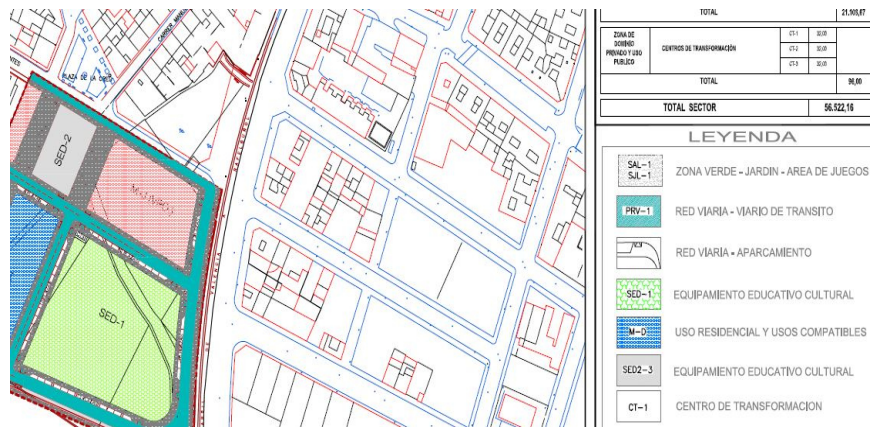 TOTAL 21.109,67
ZONA DE
DOMINIO
PRIVADO Y USO
PUBLICO
CENTROS DE TRANSFORMACIÓN
CT-1 32,00
CT-2 32,00
CT-3 32,00
TOTAL 96,00
TOTAL SECTOR 56.522,16
LEYENDA
SAL-1
SJL-1
ZONA VERDE - JARDIN - AREA DE JUEGOS
PRV-1 RED VIARIA - VIARIO DE TRANSITO
RED VIARIA - APARCAMIENTO
SED-1 EQUIPAMIENTO EDUCATIVO CULTURAL
M-D USO RESIDENCIAL Y USOS COMPATIBLES
SED2-3 EQUIPAMIENTO EDUCATIVO CULTURAL
CT-1 CENTRO DE TRANSFORMACION
CARRER
PLAZA DE LA
SED-2
SED-1
VALENCIA